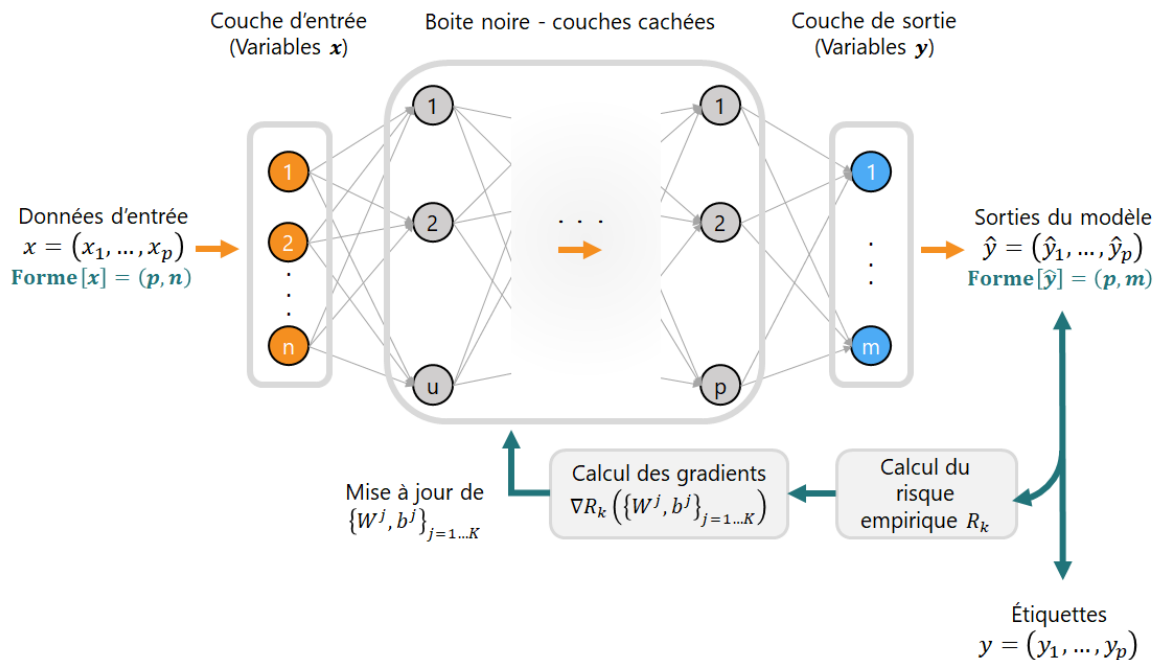 Couche d'entrée
(Variables x)
Boite noire - couches cachées
Couche de sortie
(Variables y)
1
2
.
.
.
n
1
2
u
. . .
1
2
p
1
.
.
.
m
Données d'entrée
x = (x₁, …, xₚ)
Forme[x] = (p, n)
Sorties du modèle
ŷ = (ŷ₁, …, ŷₚ)
Forme[ŷ] = (p, m)
Mise à jour de
{Wʲ, bʲ}ⱼ₌₁…K
Calcul des gradients
∇Rₖ ({Wʲ, bʲ}ⱼ₌₁…K)
Calcul du
risque
empirique Rₖ
Étiquettes
y = (y₁, …, yₚ)